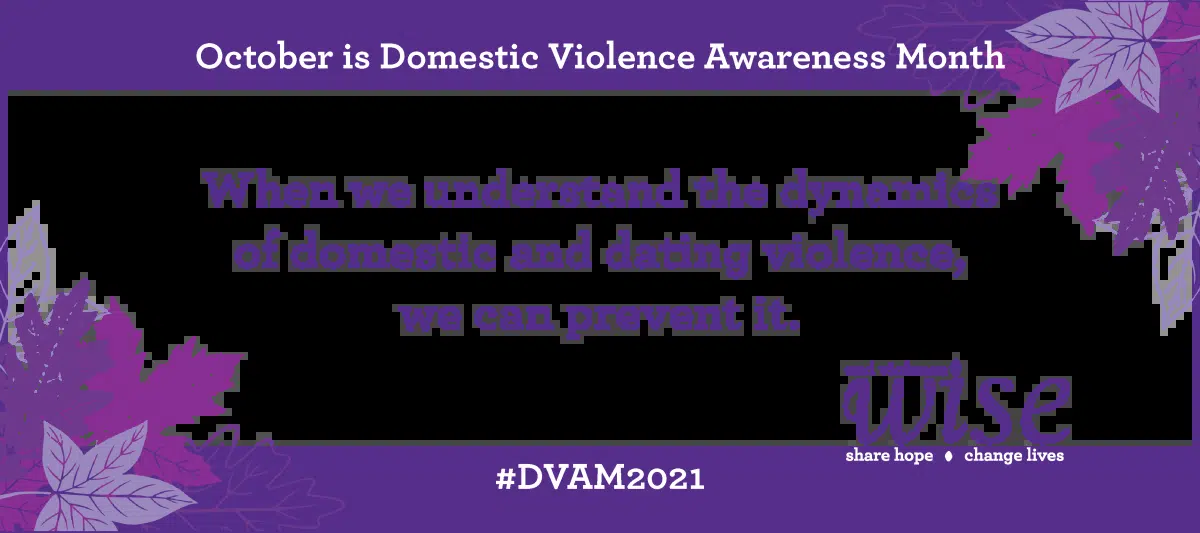 October is Domestic Violence Awareness Month
When we understand the dynamics
of domestic and dating violence,
we can prevent it.
wise
share hope change lives
#DVAM2021